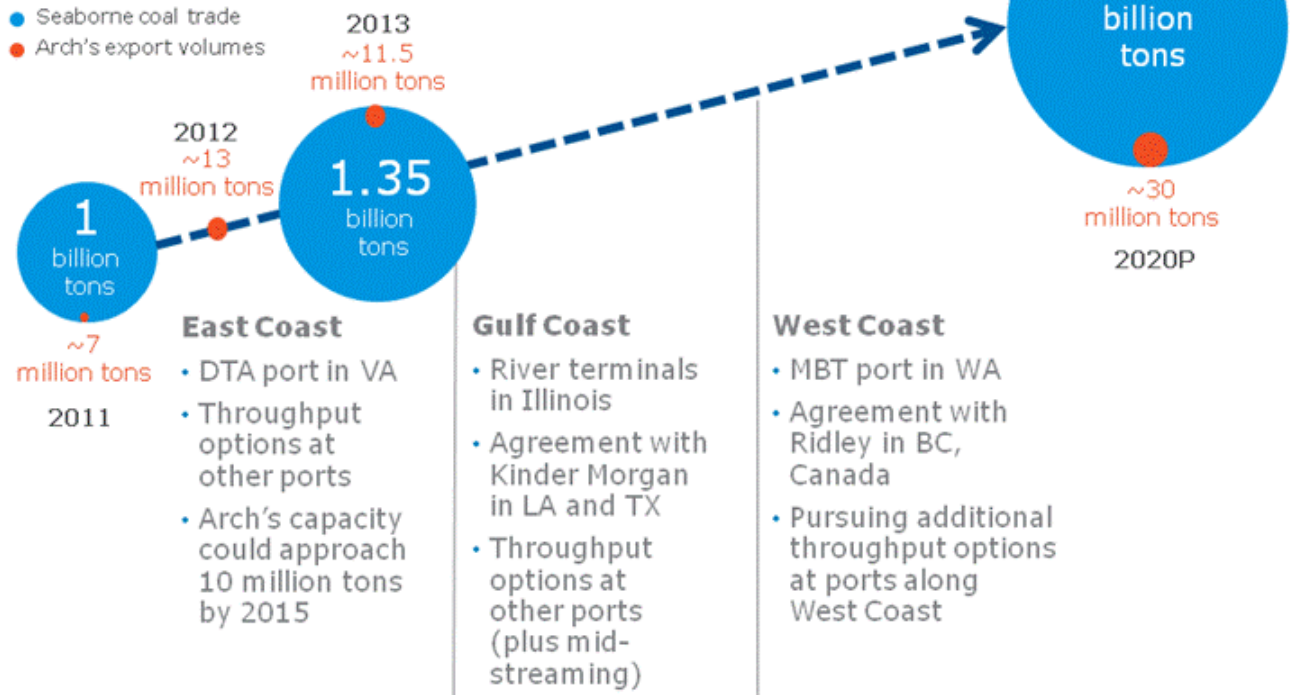 Seaborne coal trade
Arch's export volumes
2013
~11.5
million tons
2012
~13
million tons
1
billion
tons
~7
million tons
2011
1.35
billion
tons
billion
tons
~30
million tons
2020P
East Coast
• DTA port in VA
• Throughput
options at
other ports
• Arch's capacity
could approach
10 million tons
by 2015
Gulf Coast
• River terminals
in Illinois
• Agreement with
Kinder Morgan
in LA and TX
• Throughput
options at
other ports
(plus mid-
streaming)
West Coast
• MBT port in WA
• Agreement with
Ridley in BC,
Canada
• Pursuing additional
throughput options
at ports along
West Coast